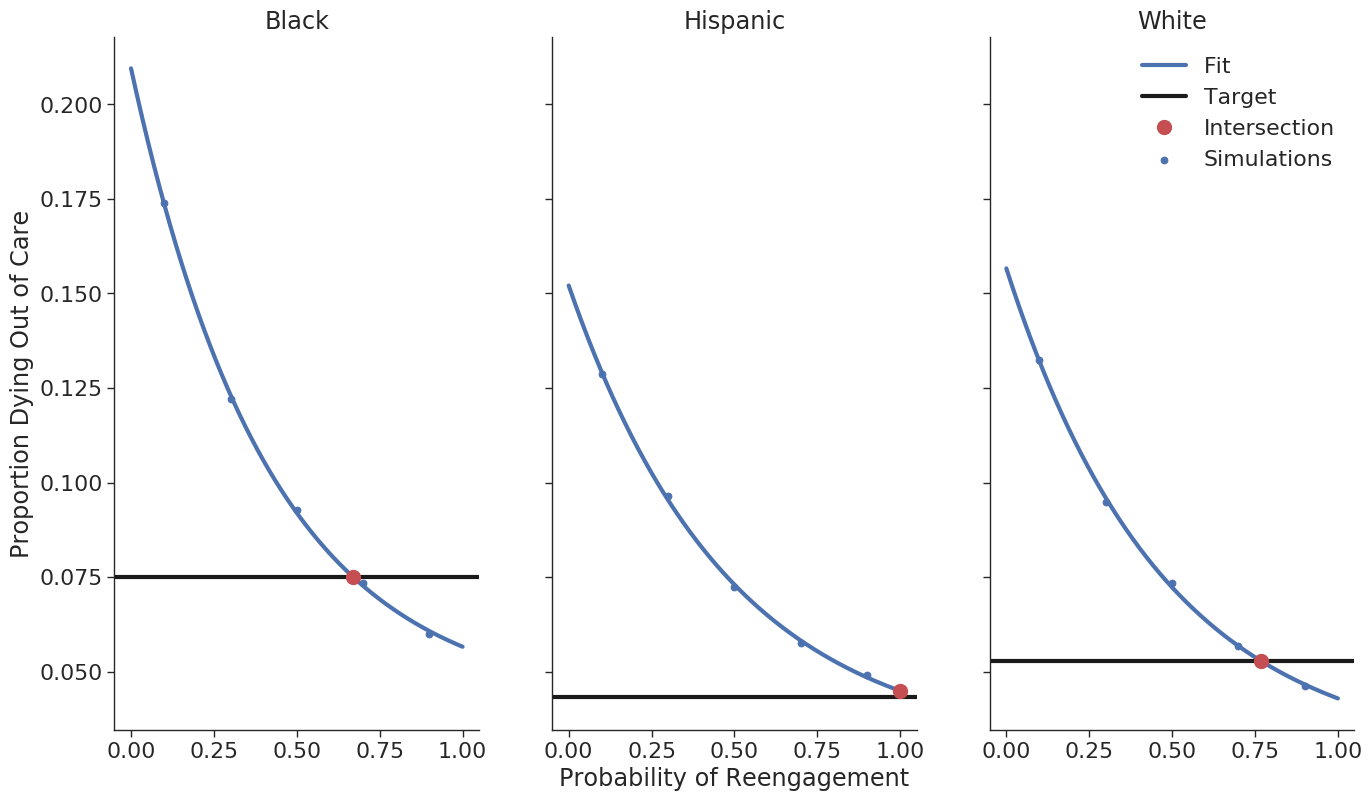 Black
Hispanic
White
Fit
Target
Intersection
Simulations
Proportion Dying Out of Care
0.200
0.175
0.150
0.125
0.100
0.075
0.050
0.00 0.25 0.50 0.75 1.00
0.00 0.25 0.50 0.75 1.00
0.00 0.25 0.50 0.75 1.00
Probability of Reengagement